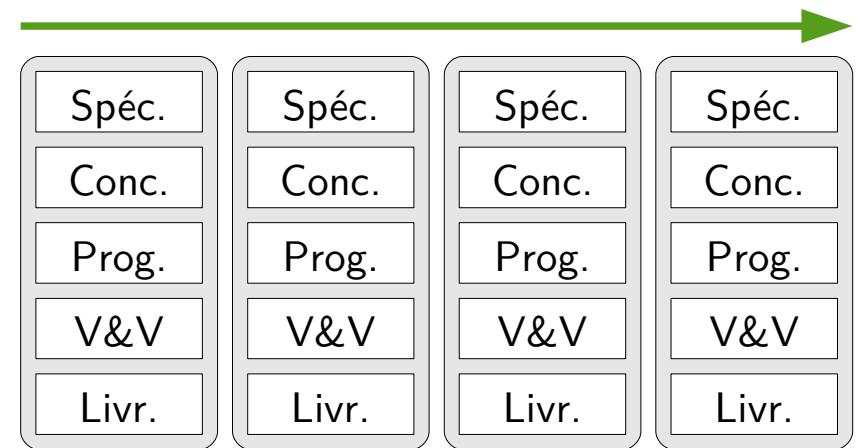 Spéc. Spéc. Spéc. Spéc.
Conc. Conc. Conc. Conc.
Prog. Prog. Prog. Prog.
V&V V&V V&V V&V
Livr. Livr. Livr. Livr.